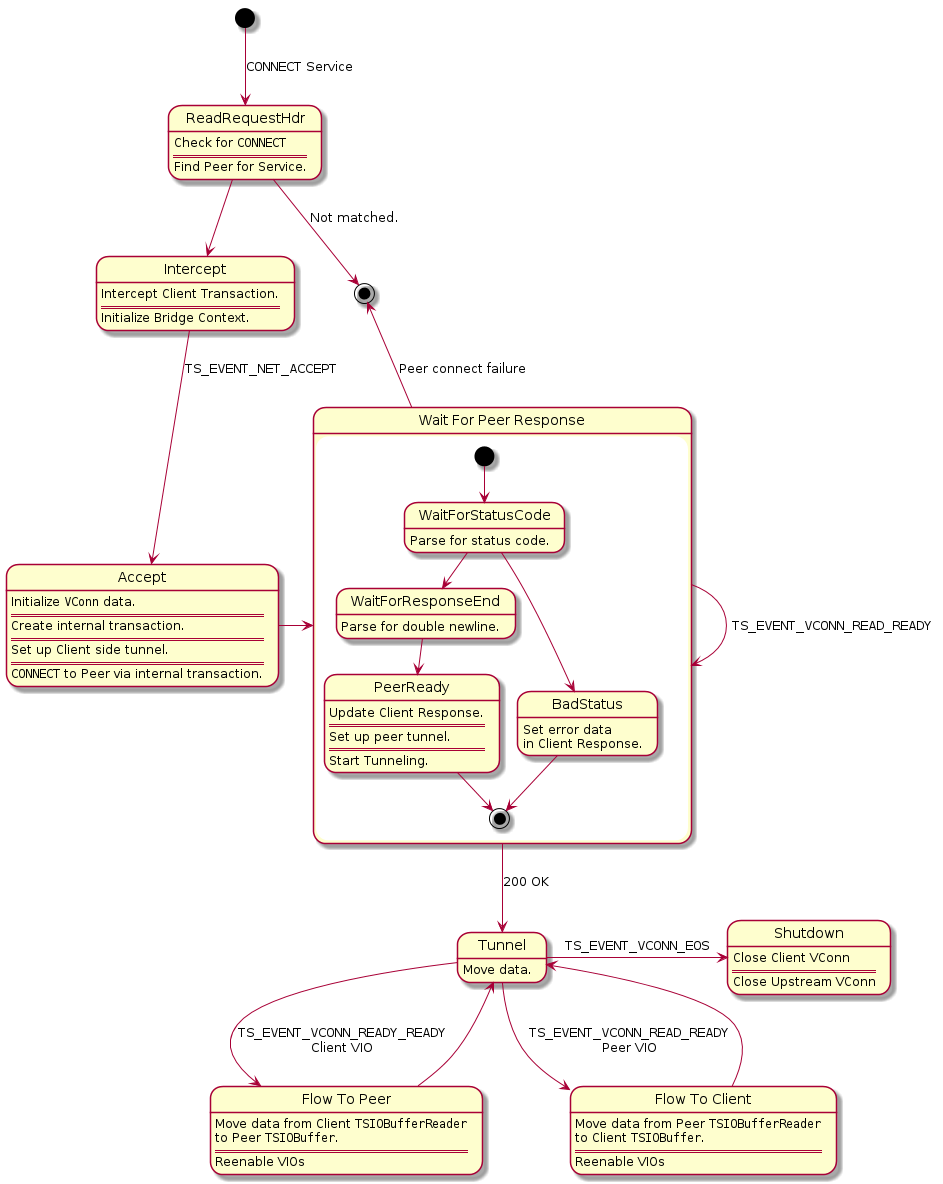 CONNECT Service
ReadRequestHdr
Check for CONNECT
Find Peer for Service.
Not matched.
Intercept
Intercept Client Transaction.
Initialize Bridge Context.
TS_EVENT_NET_ACCEPT
Peer connect failure
Wait For Peer Response
WaitForStatusCode
Parse for status code.
Accept
Initialize VConn data.
Create internal transaction.
Set up Client side tunnel.
CONNECT to Peer via internal transaction.
WaitForResponseEnd
Parse for double newline.
TS_EVENT_VCONN_READ_READY
PeerReady
Update Client Response.
Set up peer tunnel.
Start Tunneling.
BadStatus
Set error data
in Client Response.
200 OK
Tunnel
Move data.
TS_EVENT_VCONN_EOS
Shutdown
Close Client VConn
Close Upstream VConn
TS_EVENT_VCONN_READY_READY
Client VIO
TS_EVENT_VCONN_READ_READY
Peer VIO
Flow To Peer
Move data from Client TSIOBufferReader
to Peer TSIOBuffer.
Reenable VIOs
Flow To Client
Move data from Peer TSIOBufferReader
to Client TSIOBuffer.
Reenable VIOs